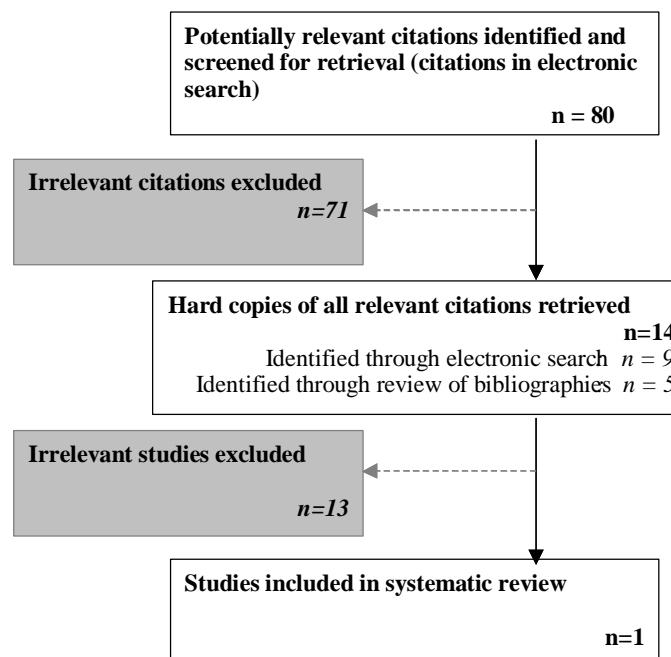 Potentially relevant citations identified and
screened for retrieval (citations in electronic
search)
n = 80
Irrelevant citations excluded
n=71
Hard copies of all relevant citations retrieved
n=14
Identified through electronic search n = 9
Identified through review of bibliographies n = 5
Irrelevant studies excluded
n=13
Studies included in systematic review
n=1